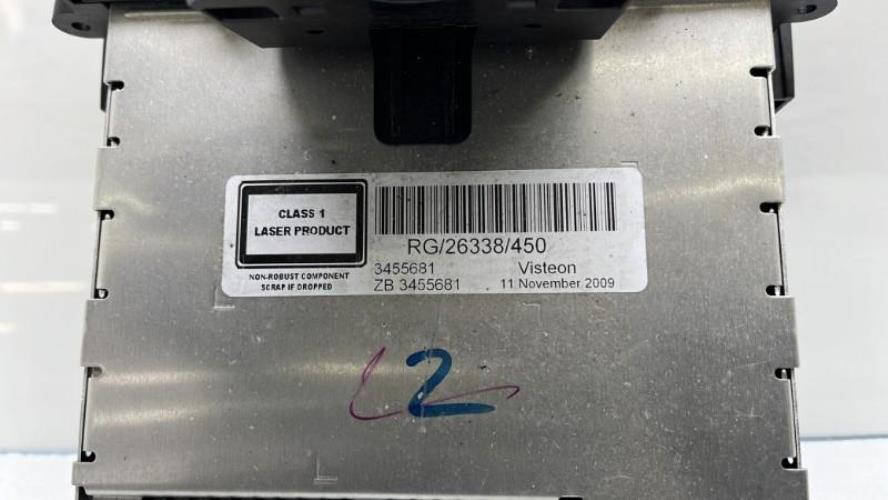 CLASS 1
LASER PRODUCT
NON-ROBUST COMPONENT
SCRAP IF DROPPED
RG/26338/450
3455681 Visteon
ZB 3455681 11 November 2009
2